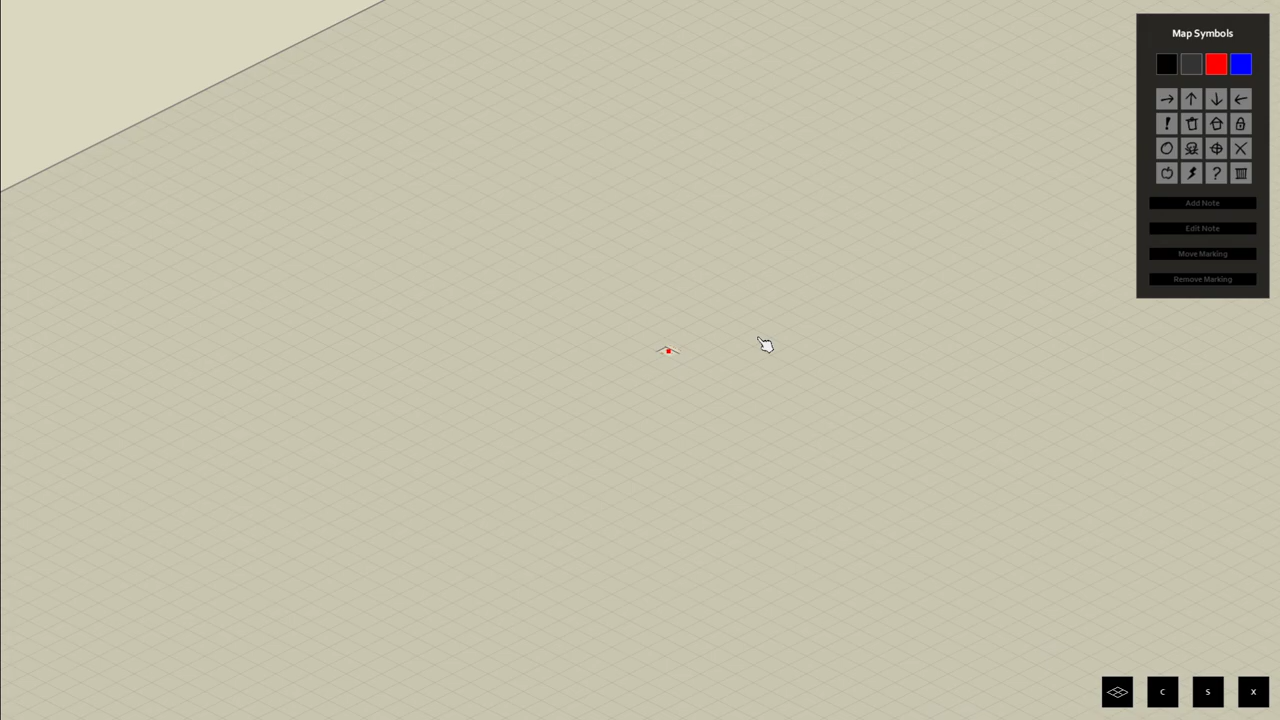 Map Symbols
Add Note
Edit Note
Move Marking
Remove Marking
C
S
X